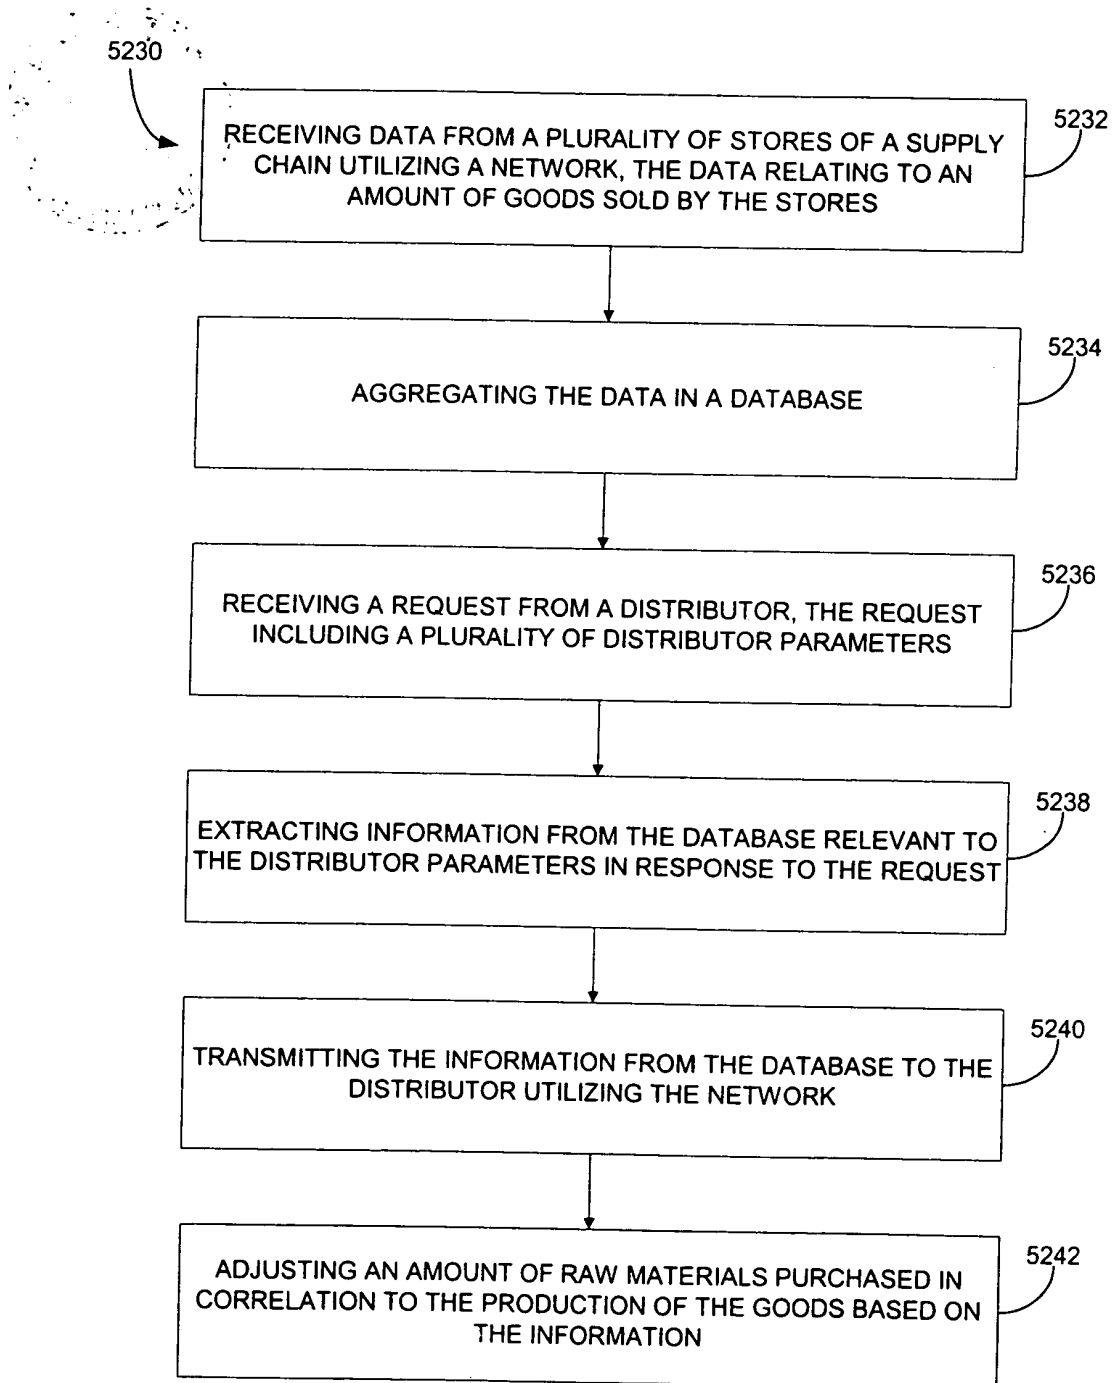 5230
RECEIVING DATA FROM A PLURALITY OF STORES OF A SUPPLY
CHAIN UTILIZING A NETWORK, THE DATA RELATING TO AN
AMOUNT OF GOODS SOLD BY THE STORES
5232
AGGREGATING THE DATA IN A DATABASE
5234
RECEIVING A REQUEST FROM A DISTRIBUTOR, THE REQUEST
INCLUDING A PLURALITY OF DISTRIBUTOR PARAMETERS
5236
EXTRACTING INFORMATION FROM THE DATABASE RELEVANT TO
THE DISTRIBUTOR PARAMETERS IN RESPONSE TO THE REQUEST
5238
TRANSMITTING THE INFORMATION FROM THE DATABASE TO THE
DISTRIBUTOR UTILIZING THE NETWORK
5240
ADJUSTING AN AMOUNT OF RAW MATERIALS PURCHASED IN
CORRELATION TO THE PRODUCTION OF THE GOODS BASED ON
THE INFORMATION
5242